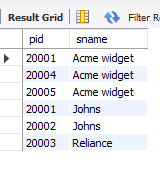 Result Grid Filter R
pid sname
20001 Acme widget
20004 Acme widget
20005 Acme widget
20001 Johns
20002 Johns
20003 Reliance